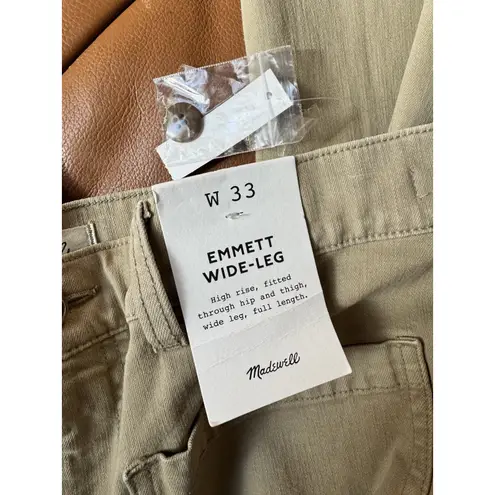 W 33
EMMETT
WIDE-LEG
High rise, fitted
through hip and thigh,
wide leg, full length.
Madewell